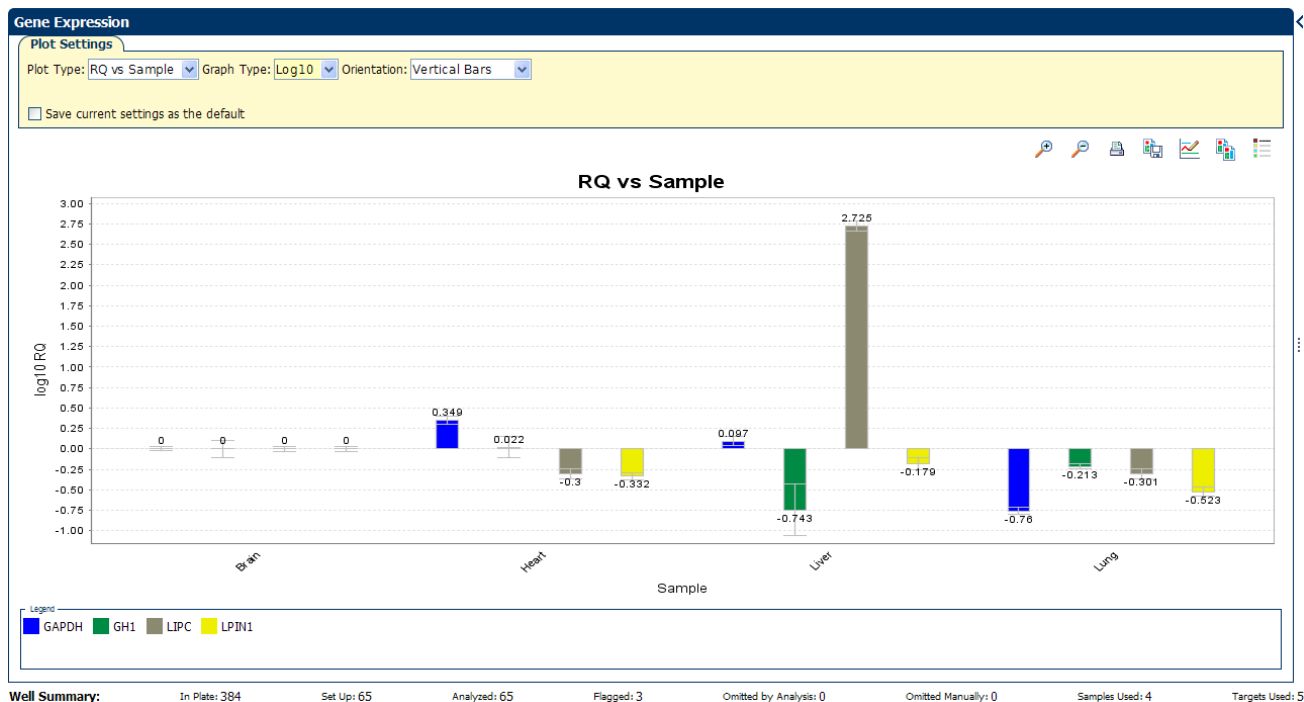 Gene Expression
Plot Settings
Plot Type: RQ vs Sample Graph Type: Log10 Orientation: Vertical Bars
Save current settings as the default
RQ vs Sample
3.00
2.75
2.50
2.25
2.00
1.75
1.50
1.25
1.00
0.75
0.50
0.25
0.00
-0.25
-0.50
-0.75
-1.00
log10 RQ
0 0 0 0
0.349 0.022 -0.3 -0.332
0.097 -0.743 2.725 -0.179
-0.76 -0.213 -0.301 -0.523
Brain Heart Liver Lung
Sample
Legend
GAPDH GH1 LIPC LPIN1
Well Summary: In Plate: 384 Set Up: 65 Analyzed: 65 Flagged: 3 Omitted by Analysis: 0 Omitted Manually: 0 Samples Used: 4 Targets Used: 5